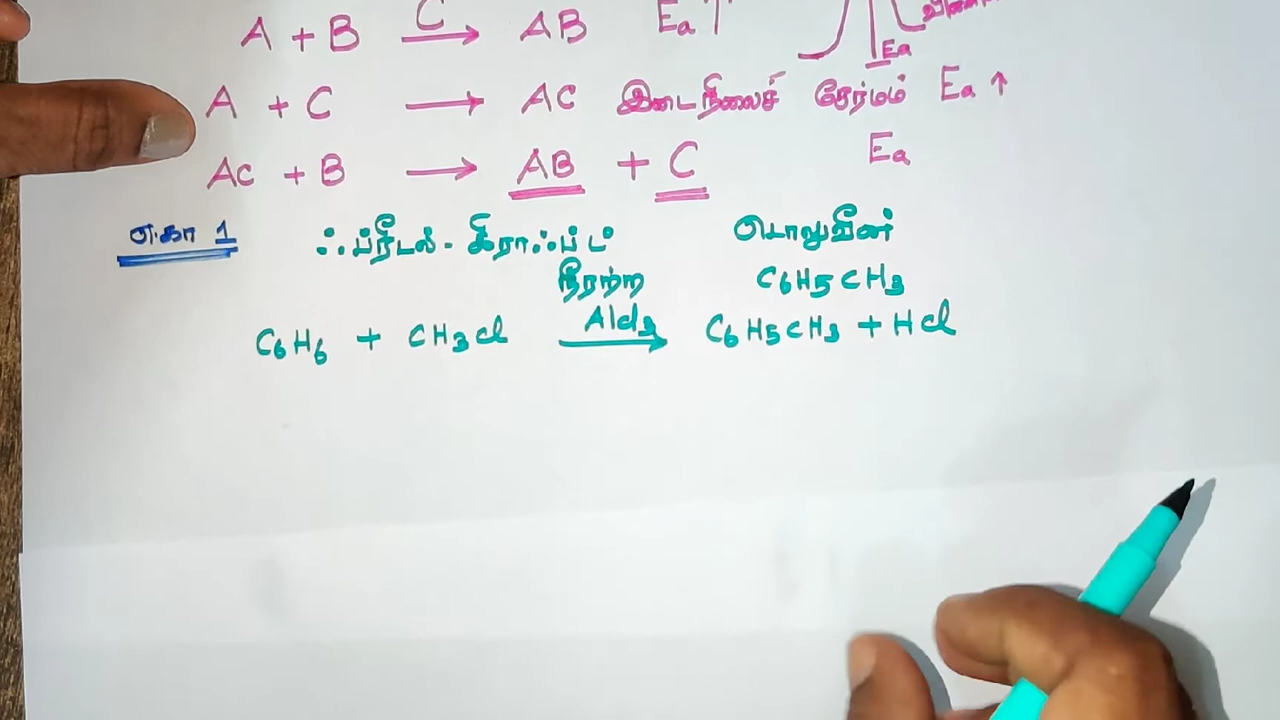 A + B —C→ AB Ea ↑
Ea
A + C → AC இடைநிலைச் சேர்மம் Ea ↑
AC + B → AB + C Ea
எ.கா 1 ஃப்ரீடல் - கிராஃப்ட் டொலுவீன்
நீரற்ற C6H5CH3
C6H6 + CH3Cl —AlCl3→ C6H5CH3 + HCl